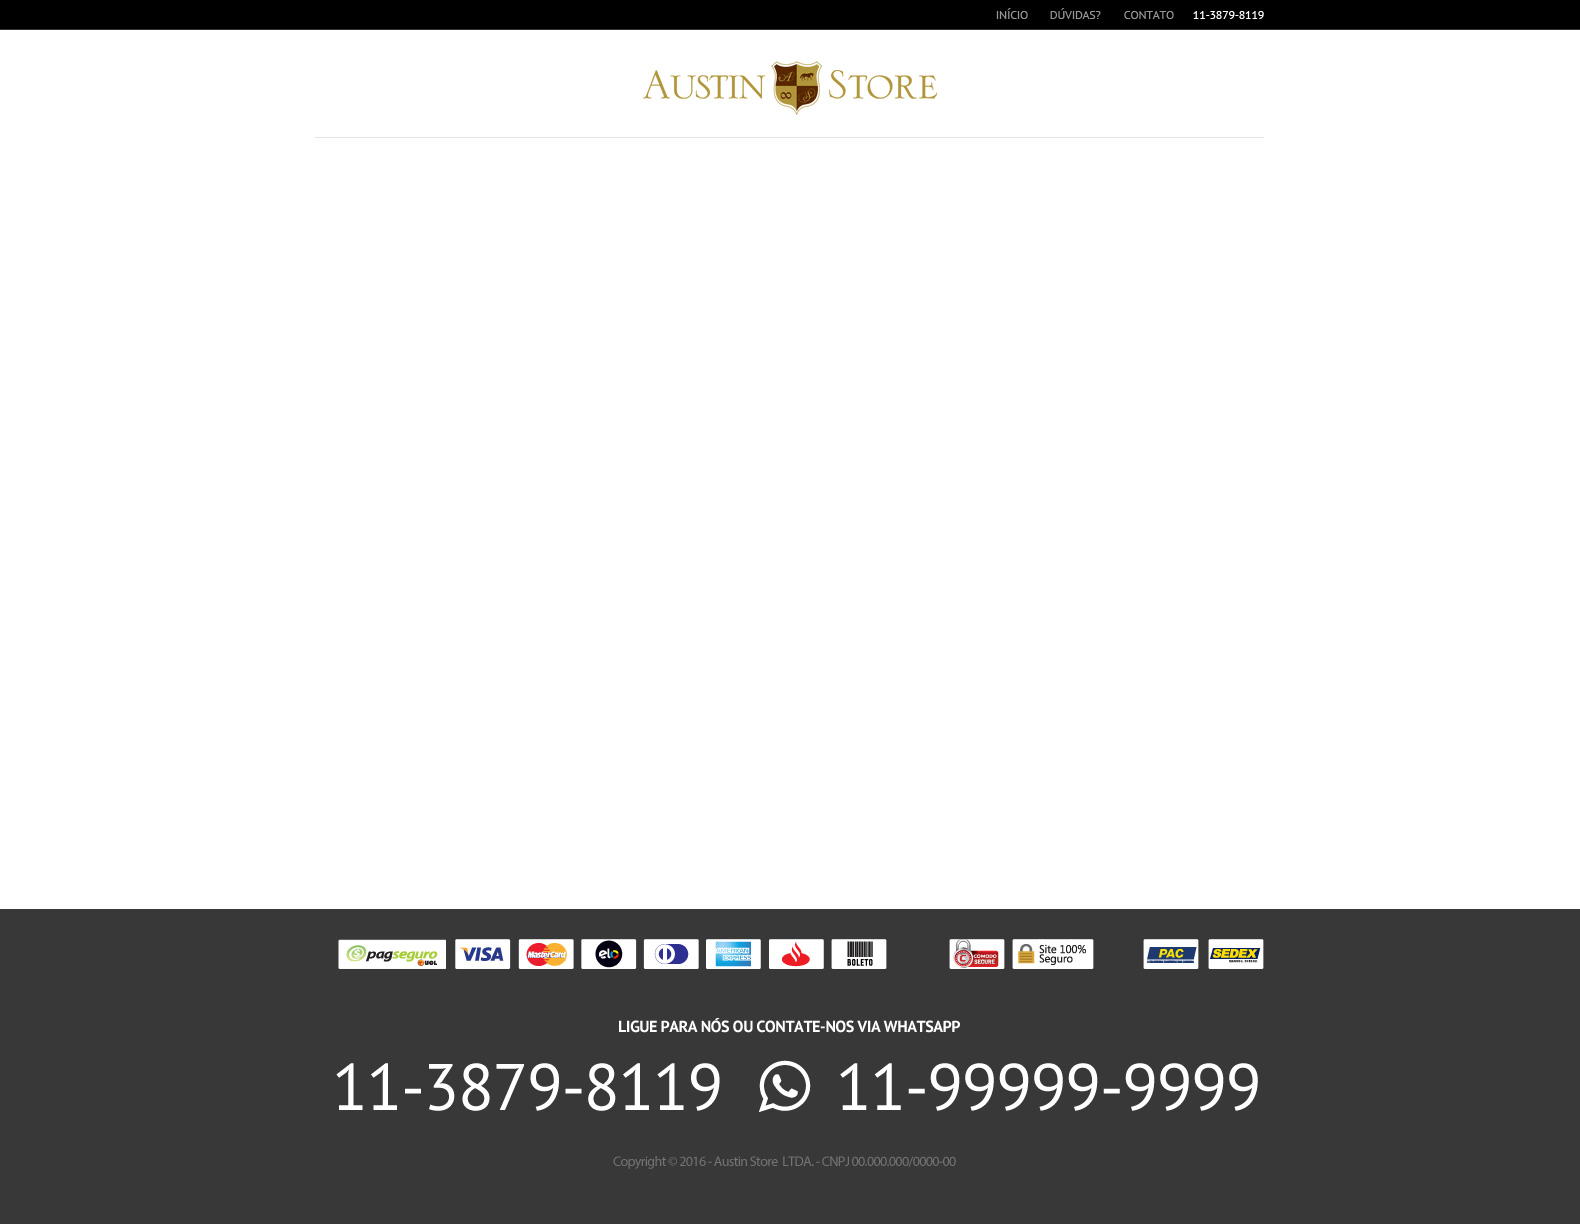 INÍCIO DÚVIDAS? CONTATO 11-3879-8119
AUSTIN STORE
pagseguro UOL VISA MasterCard elo AMERICAN EXPRESS BOLETO COMODO SECURE Site 100% Seguro PAC SEDEX
LIGUE PARA NÓS OU CONTATE-NOS VIA WHATSAPP
11-3879-8119 11-99999-9999
Copyright © 2016 - Austin Store LTDA. - CNPJ 00.000.000/0000-00